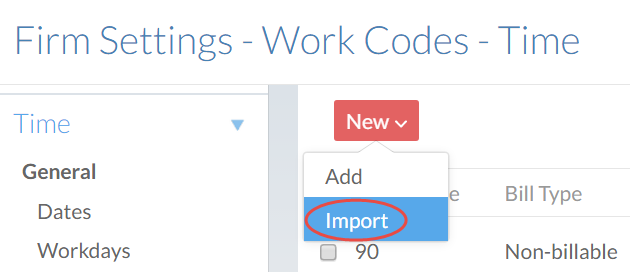 Firm Settings - Work Codes - Time
Time
New
General
Add
e Bill Type
Dates
Import
Workdays
90 Non-billable